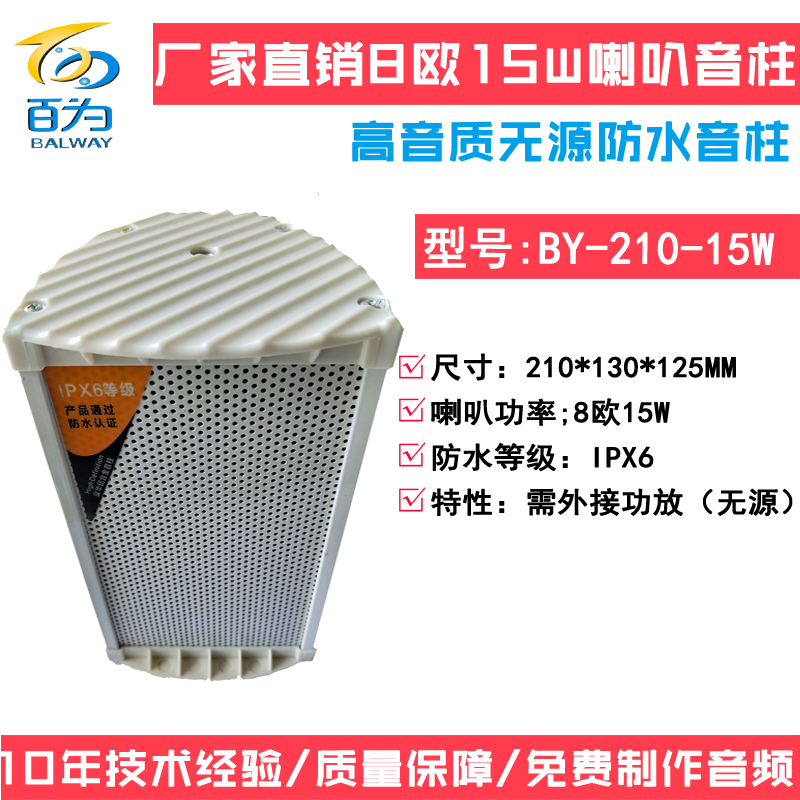 百为
BALWAY
厂家直销8欧15w喇叭音柱
高音质无源防水音柱
型号:BY-210-15W
尺寸：210*130*125MM
喇叭功率;8欧15W
防水等级：IPX6
特性：需外接功放（无源）
IPX6等级
产品通过
防水认证
High Definition
10年技术经验/质量保障/免费制作音频